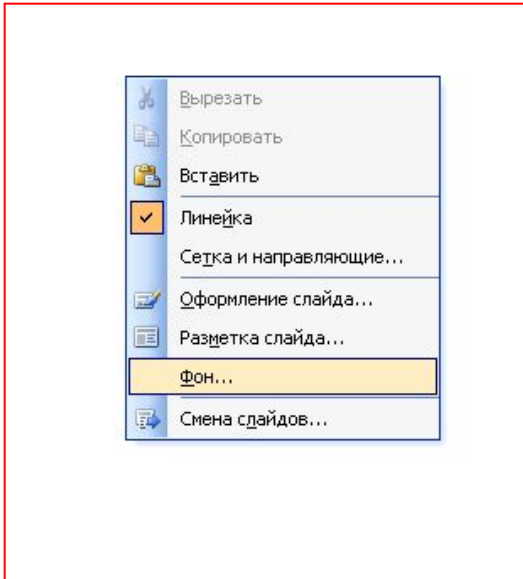 Вырезать
Копировать
Вставить
Линейка
Сетка и направляющие...
Оформление слайда...
Разметка слайда...
Фон...
Смена слайдов...